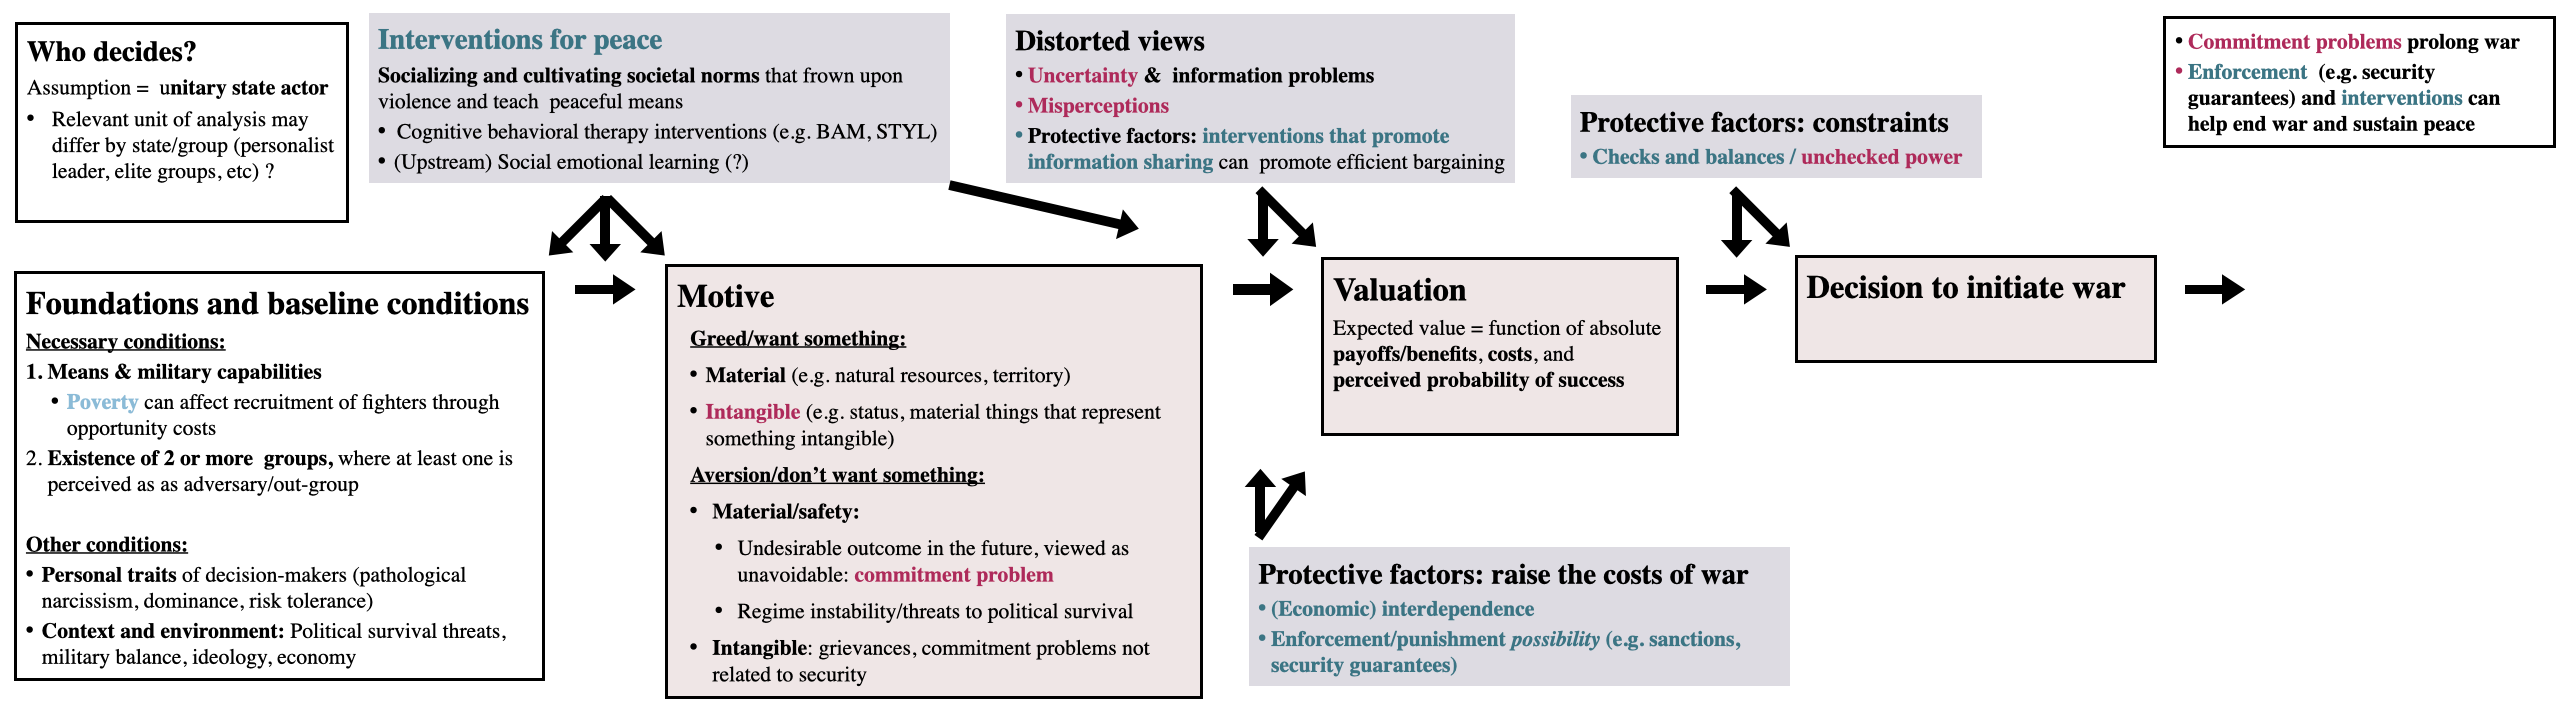 Who decides?
Assumption = unitary state actor
• Relevant unit of analysis may
differ by state/group (personalist
leader, elite groups, etc) ?
Interventions for peace
Socializing and cultivating societal norms that frown upon
violence and teach peaceful means
• Cognitive behavioral therapy interventions (e.g. BAM, STYL)
• (Upstream) Social emotional learning (?)
Distorted views
• Uncertainty & information problems
• Misperceptions
• Protective factors: interventions that promote
information sharing can promote efficient bargaining
Protective factors: constraints
• Checks and balances / unchecked power
• Commitment problems prolong war
• Enforcement (e.g. security
guarantees) and interventions can
help end war and sustain peace
Foundations and baseline conditions
Necessary conditions:
1. Means & military capabilities
• Poverty can affect recruitment of fighters through
opportunity costs
2. Existence of 2 or more groups, where at least one is
perceived as as adversary/out-group
Other conditions:
• Personal traits of decision-makers (pathological
narcissism, dominance, risk tolerance)
• Context and environment: Political survival threats,
military balance, ideology, economy
Motive
Greed/want something:
• Material (e.g. natural resources, territory)
• Intangible (e.g. status, material things that represent
something intangible)
Aversion/don’t want something:
• Material/safety:
• Undesirable outcome in the future, viewed as
unavoidable: commitment problem
• Regime instability/threats to political survival
• Intangible: grievances, commitment problems not
related to security
Valuation
Expected value = function of absolute
payoffs/benefits, costs, and
perceived probability of success
Decision to initiate war
Protective factors: raise the costs of war
• (Economic) interdependence
• Enforcement/punishment possibility (e.g. sanctions,
security guarantees)